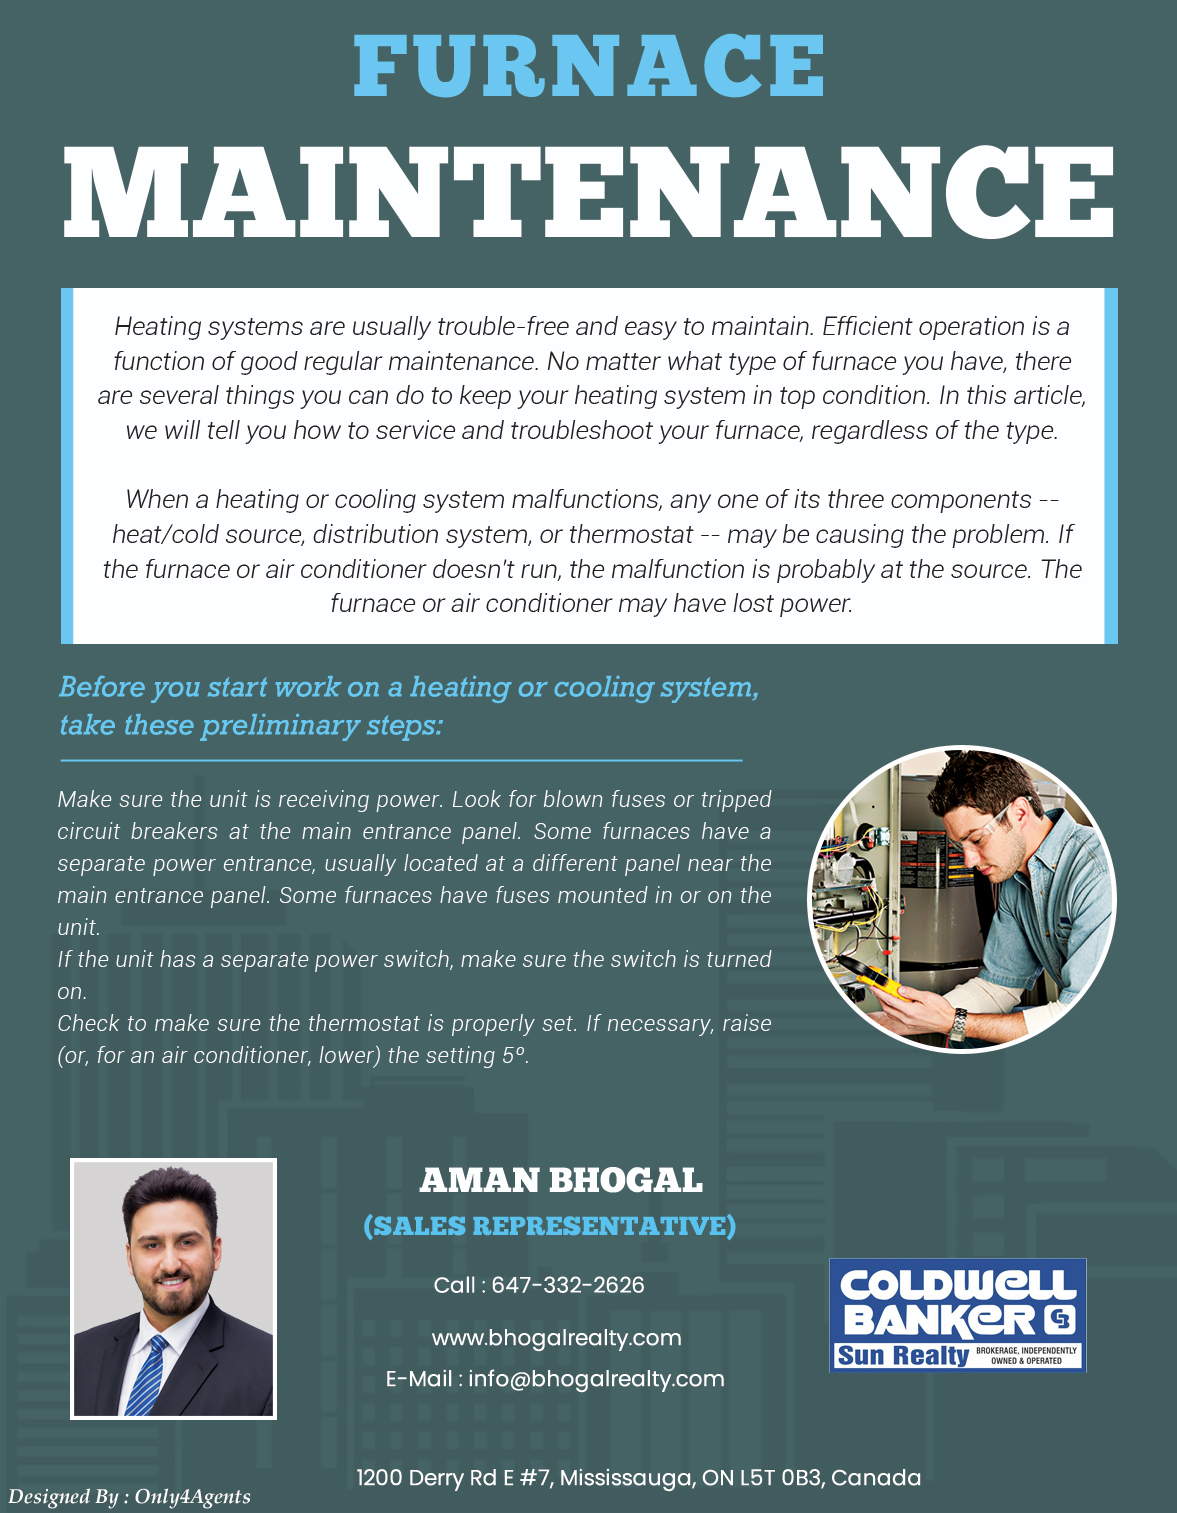 FURNACE
MAINTENANCE
Heating systems are usually trouble-free and easy to maintain. Efficient operation is a
function of good regular maintenance. No matter what type of furnace you have, there
are several things you can do to keep your heating system in top condition. In this article,
we will tell you how to service and troubleshoot your furnace, regardless of the type.
When a heating or cooling system malfunctions, any one of its three components --
heat/cold source, distribution system, or thermostat -- may be causing the problem. If
the furnace or air conditioner doesn't run, the malfunction is probably at the source. The
furnace or air conditioner may have lost power.
Before you start work on a heating or cooling system,
take these preliminary steps:
Make sure the unit is receiving power. Look for blown fuses or tripped
circuit breakers at the main entrance panel. Some furnaces have a
separate power entrance, usually located at a different panel near the
main entrance panel. Some furnaces have fuses mounted in or on the
unit.
If the unit has a separate power switch, make sure the switch is turned
on.
Check to make sure the thermostat is properly set. If necessary, raise
(or, for an air conditioner, lower) the setting 5º.
AMAN BHOGAL
(SALES REPRESENTATIVE)
Call : 647-332-2626
www.bhogalrealty.com
E-Mail : info@bhogalrealty.com
COLDWELL
BANKER CB
Sun Realty BROKERAGE, INDEPENDENTLY
OWNED & OPERATED
1200 Derry Rd E #7, Mississauga, ON L5T 0B3, Canada
Designed By : Only4Agents